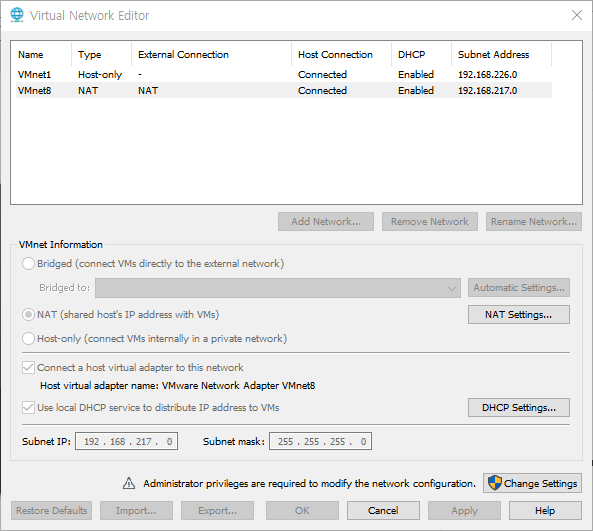 Virtual Network Editor
Name Type External Connection Host Connection DHCP Subnet Address
VMnet1 Host-only - Connected Enabled 192.168.226.0
VMnet8 NAT NAT Connected Enabled 192.168.217.0
Add Network... Remove Network Rename Network...
VMnet Information
Bridged (connect VMs directly to the external network)
Bridged to: Automatic Settings...
NAT (shared host's IP address with VMs) NAT Settings...
Host-only (connect VMs internally in a private network)
Connect a host virtual adapter to this network
Host virtual adapter name: VMware Network Adapter VMnet8
Use local DHCP service to distribute IP address to VMs DHCP Settings...
Subnet IP: 192 . 168 . 217 . 0 Subnet mask: 255 . 255 . 255 . 0
Administrator privileges are required to modify the network configuration. Change Settings
Restore Defaults Import... Export... OK Cancel Apply Help